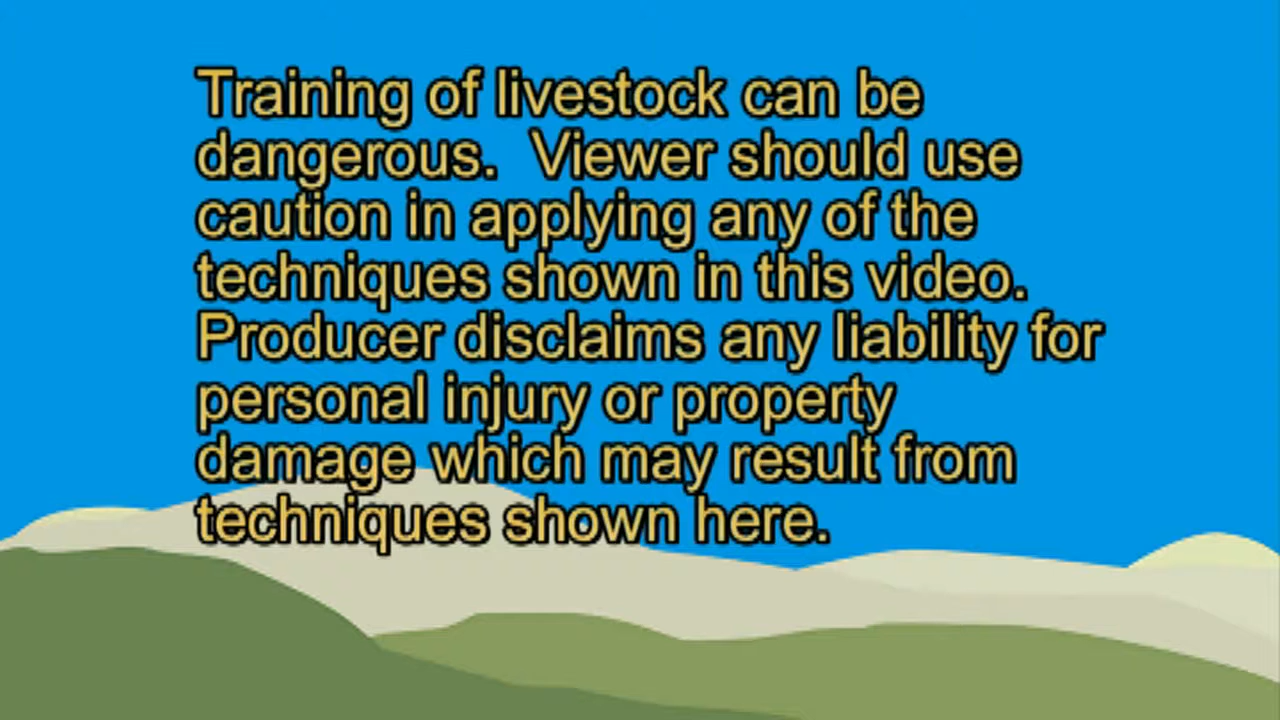 Training of livestock can be
dangerous.  Viewer should use
caution in applying any of the
techniques shown in this video.
Producer disclaims any liability for
personal injury or property
damage which may result from
techniques shown here.